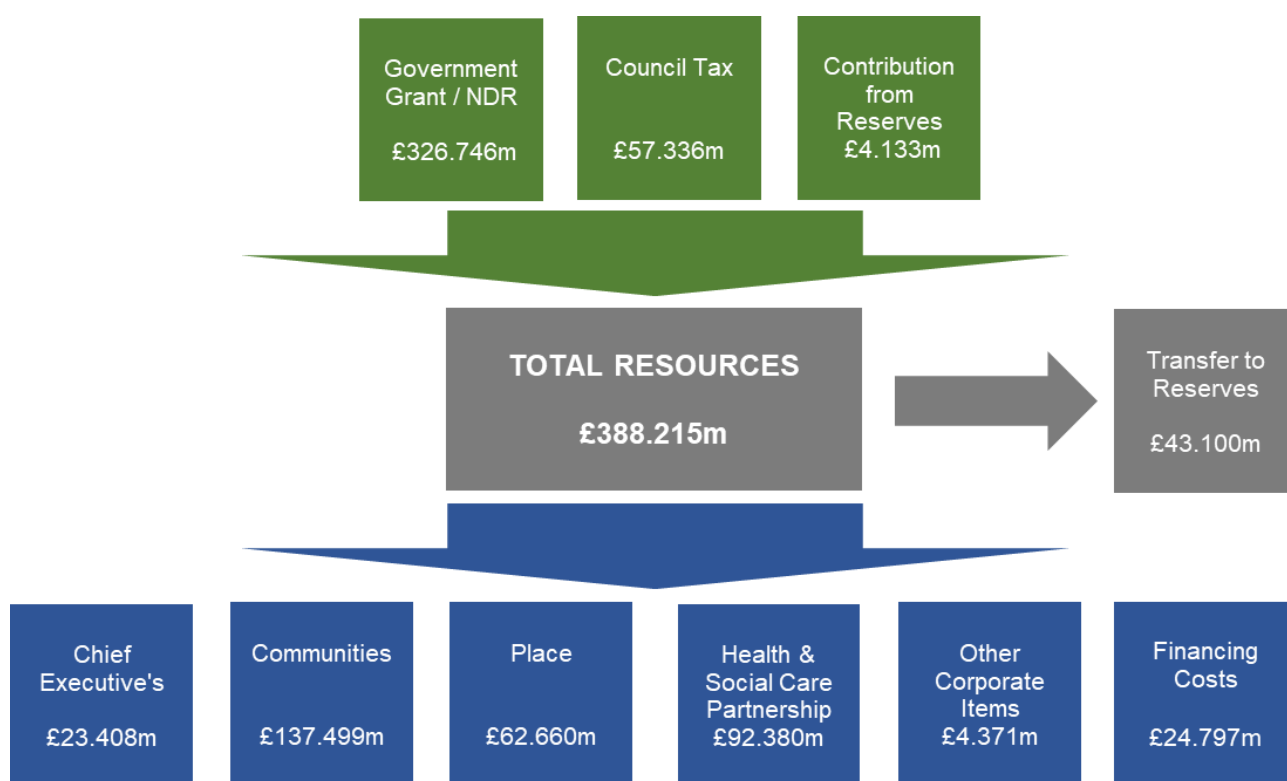 Government
Grant / NDR
£326.746m
Council Tax
£57.336m
Contribution
from
Reserves
£4.133m
TOTAL RESOURCES
£388.215m
Transfer to
Reserves
£43.100m
Chief
Executive's
£23.408m
Communities
£137.499m
Place
£62.660m
Health &
Social Care
Partnership
£92.380m
Other
Corporate
Items
£4.371m
Financing
Costs
£24.797m